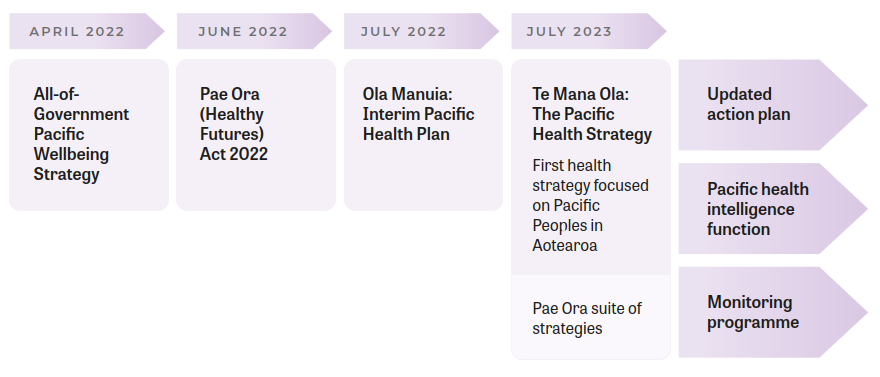 APRIL 2022
JUNE 2022
JULY 2022
JULY 2023
All-of-
Government
Pacific
Wellbeing
Strategy
Pae Ora
(Healthy
Futures)
Act 2022
Ola Manuia:
Interim Pacific
Health Plan
Te Mana Ola:
The Pacific
Health Strategy
First health
strategy focused
on Pacific
Peoples in
Aotearoa
Pae Ora suite of
strategies
Updated
action plan
Pacific health
intelligence
function
Monitoring
programme